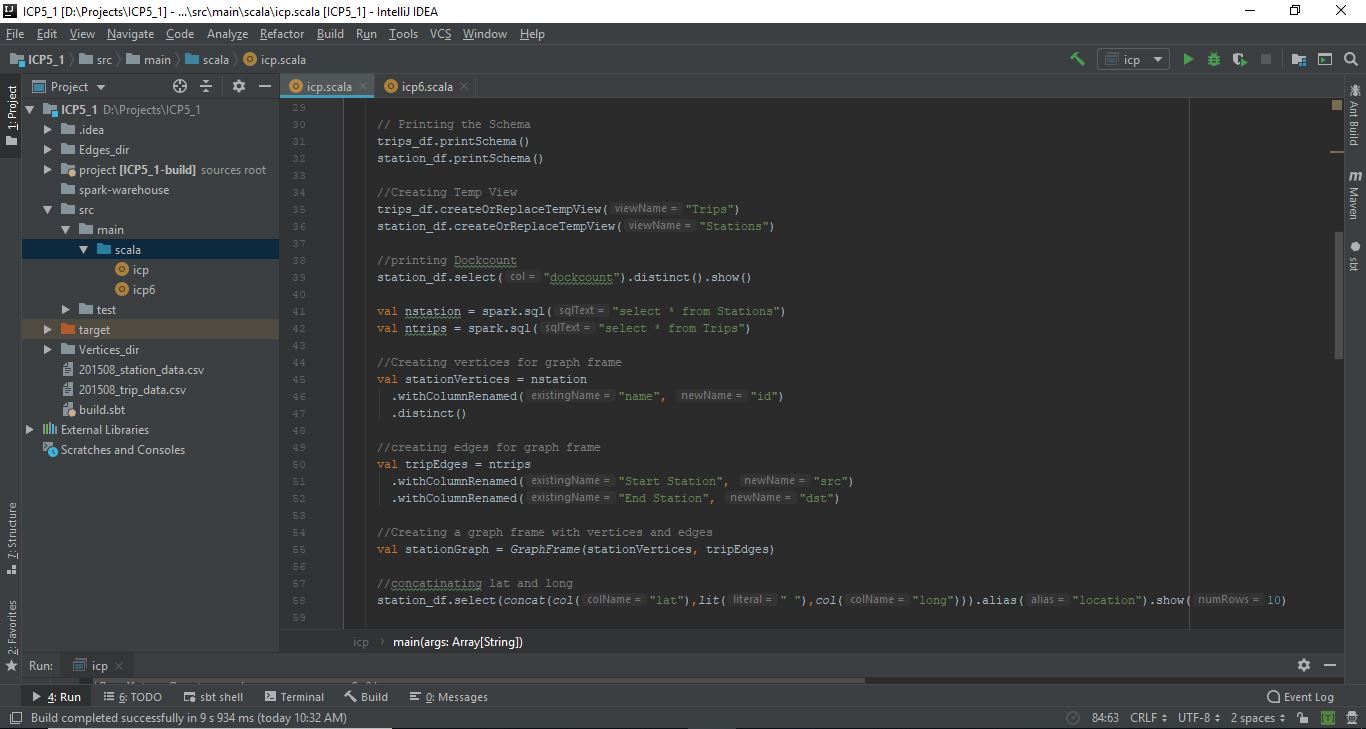 ICP5_1 [D:\Projects\ICP5_1] - ...\src\main\scala\icp.scala [ICP5_1] - IntelliJ IDEA
File Edit View Navigate Code Analyze Refactor Build Run Tools VCS Window Help
ICP5_1 src main scala icp.scala
icp
Project
icp.scala
icp6.scala
1: Project
ICP5_1 D:\Projects\ICP5_1
.idea
Edges_dir
project [ICP5_1-build] sources root
spark-warehouse
src
main
scala
icp
icp6
test
target
Vertices_dir
201508_station_data.csv
201508_trip_data.csv
build.sbt
External Libraries
Scratches and Consoles
7: Structure
2: Favorites
29
30 // Printing the Schema
31 trips_df.printSchema()
32 station_df.printSchema()
33
34 //Creating Temp View
35 trips_df.createOrReplaceTempView( viewName = "Trips")
36 station_df.createOrReplaceTempView( viewName = "Stations")
37
38 //printing Dockcount
39 station_df.select( col = "dockcount").distinct().show()
40
41 val nstation = spark.sql( sqlText = "select * from Stations")
42 val ntrips = spark.sql( sqlText = "select * from Trips")
43
44 //Creating vertices for graph frame
45 val stationVertices = nstation
46 .withColumnRenamed( existingName = "name", newName = "id")
47 .distinct()
48
49 //creating edges for graph frame
50 val tripEdges = ntrips
51 .withColumnRenamed( existingName = "Start Station", newName = "src")
52 .withColumnRenamed( existingName = "End Station", newName = "dst")
53
54 //Creating a graph frame with vertices and edges
55 val stationGraph = GraphFrame(stationVertices, tripEdges)
56
57 //concatinating lat and long
58 station_df.select(concat(col( colName = "lat"),lit( literal = " "),col( colName = "long"))).alias( alias = "location").show( numRows = 10)
59
icp > main(args: Array[String])
Ant Build
Maven
sbt
Run: icp
4: Run 6: TODO sbt shell Terminal Build 0: Messages Event Log
Build completed successfully in 9 s 934 ms (today 10:32 AM) 84:63 CRLF UTF-8 2 spaces